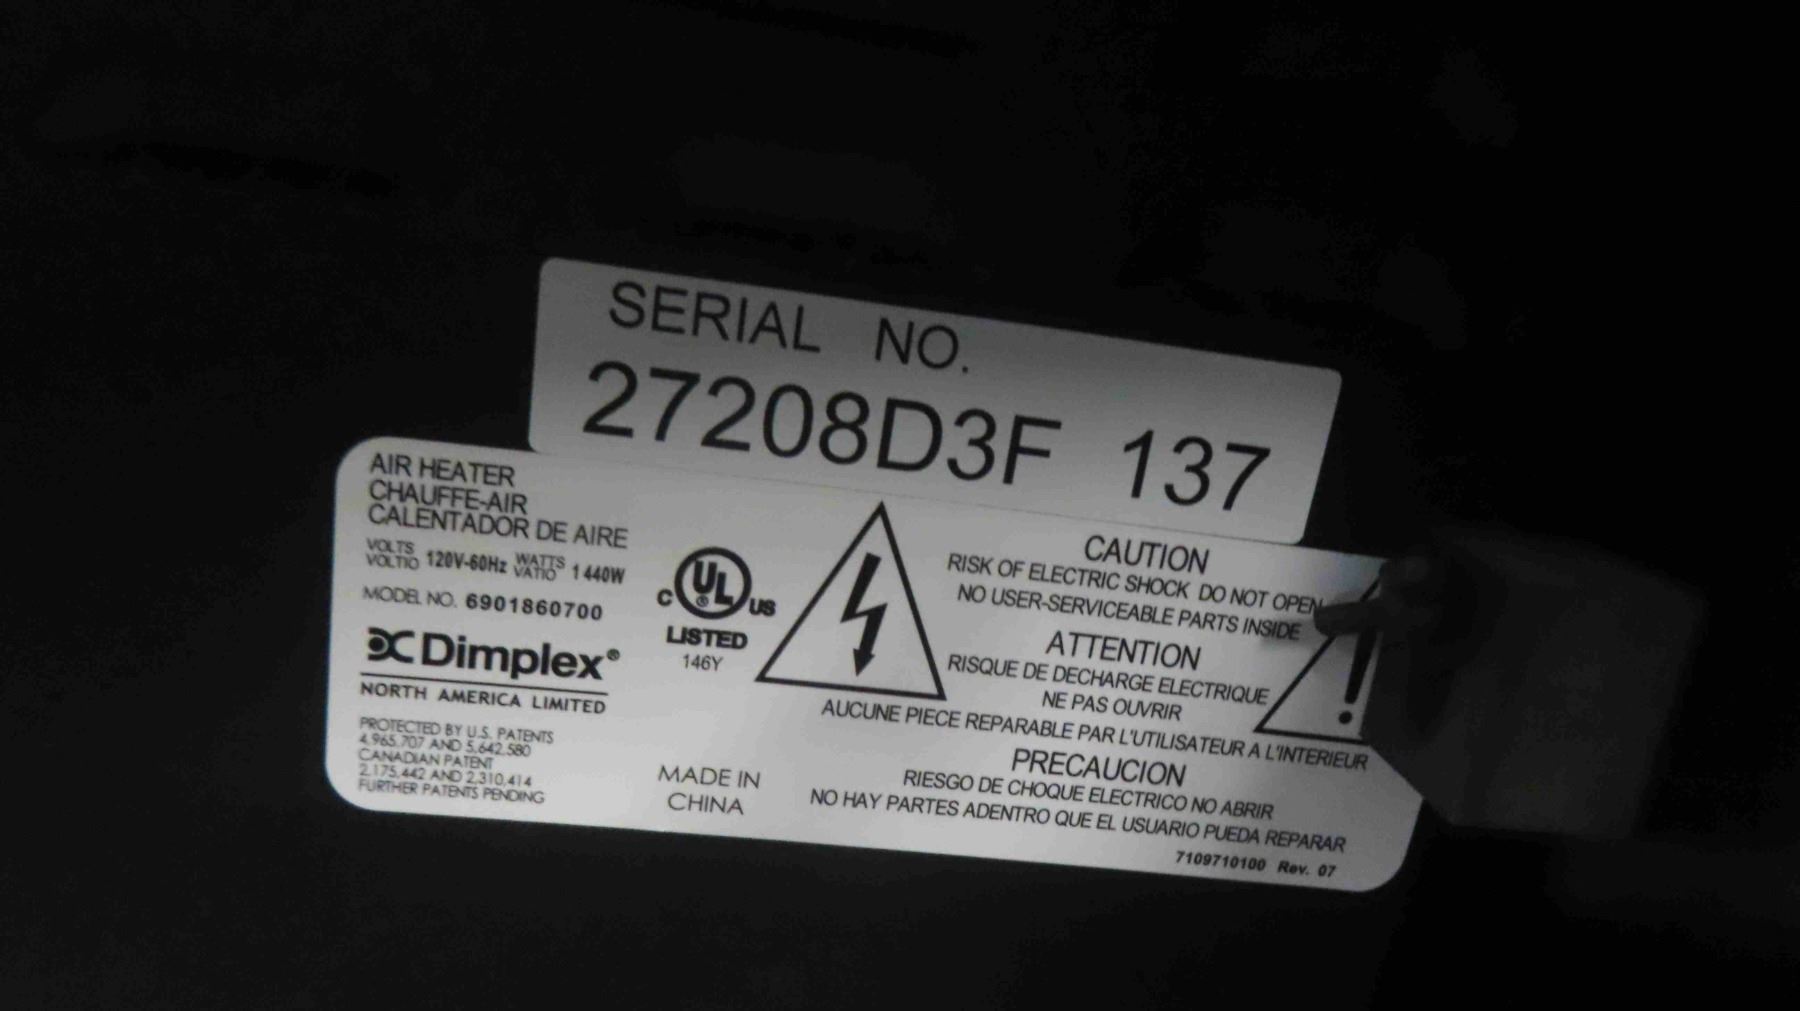 SERIAL NO.
27208D3F 137
AIR HEATER
CHAUFFE-AIR
CALENTADOR DE AIRE
VOLTS
VOLTIO 120V-60Hz WATTS
VATIO 1440W
MODEL NO. 6901860700
Dimplex®
NORTH AMERICA LIMITED
PROTECTED BY U.S. PATENTS
4,965,707 AND 5,642,580
CANADIAN PATENT
2,175,442 AND 2,310,414
FURTHER PATENTS PENDING
C UL® US
LISTED
146Y
MADE IN
CHINA
CAUTION
RISK OF ELECTRIC SHOCK DO NOT OPEN
NO USER-SERVICEABLE PARTS INSIDE
ATTENTION
RISQUE DE DECHARGE ELECTRIQUE
NE PAS OUVRIR
AUCUNE PIECE REPARABLE PAR L'UTILISATEUR A L'INTERIEUR
PRECAUCION
RIESGO DE CHOQUE ELECTRICO NO ABRIR
NO HAY PARTES ADENTRO QUE EL USUARIO PUEDA REPARAR
7109710100 Rev. 07